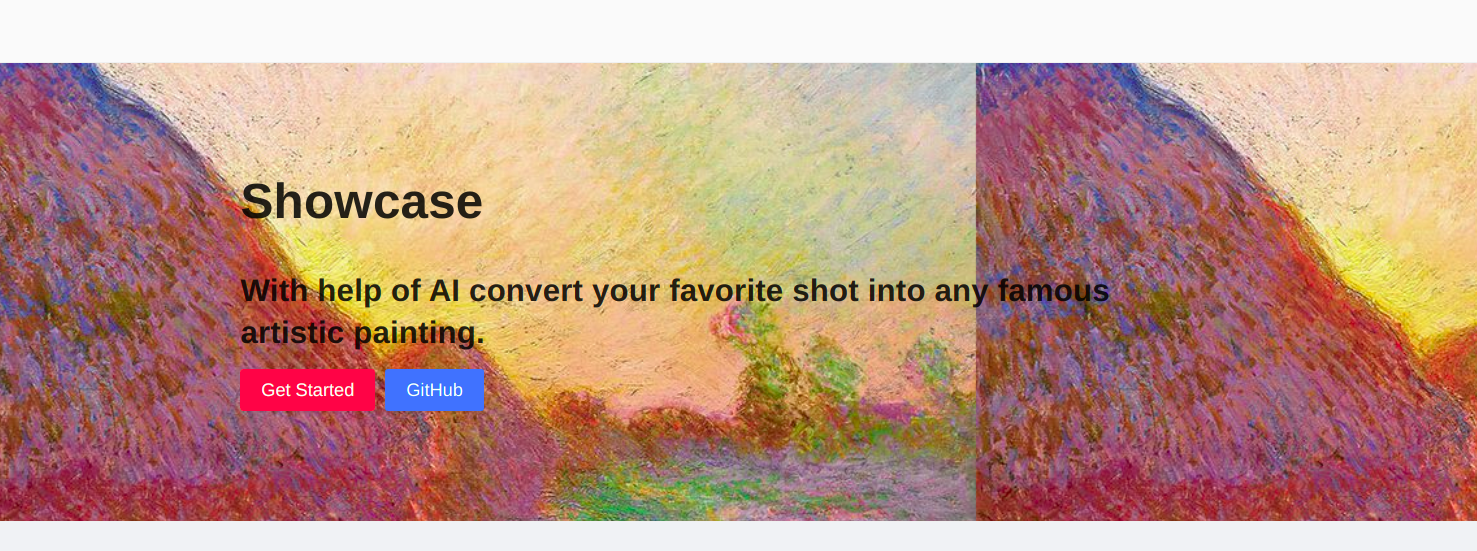 Showcase
With help of AI convert your favorite shot into any famous
artistic painting.
Get Started
GitHub